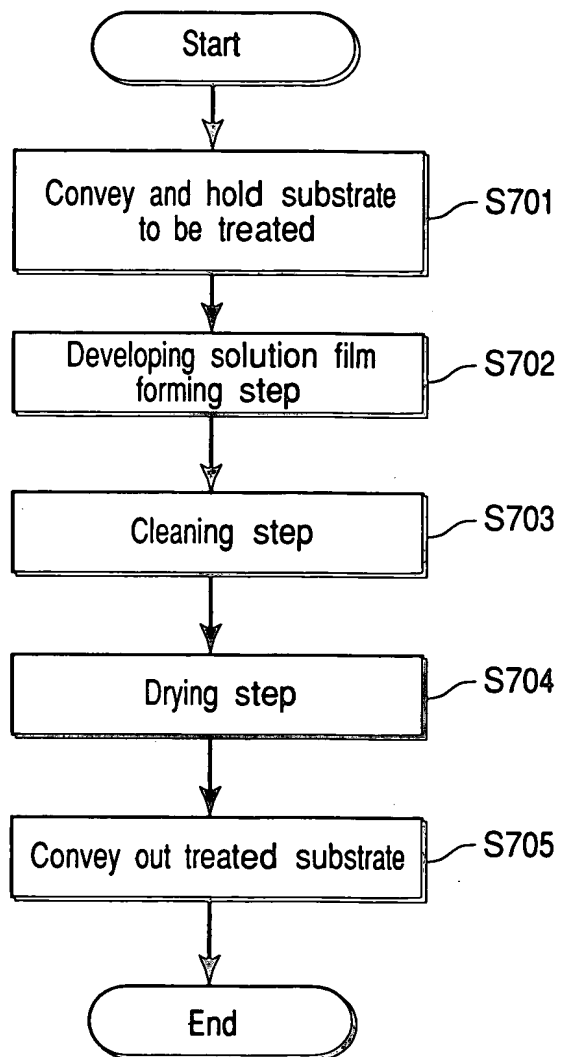 Start
Convey and hold substrate
to be treated
S701
Developing solution film
forming step
S702
Cleaning step
S703
Drying step
S704
Convey out treated substrate
S705
End